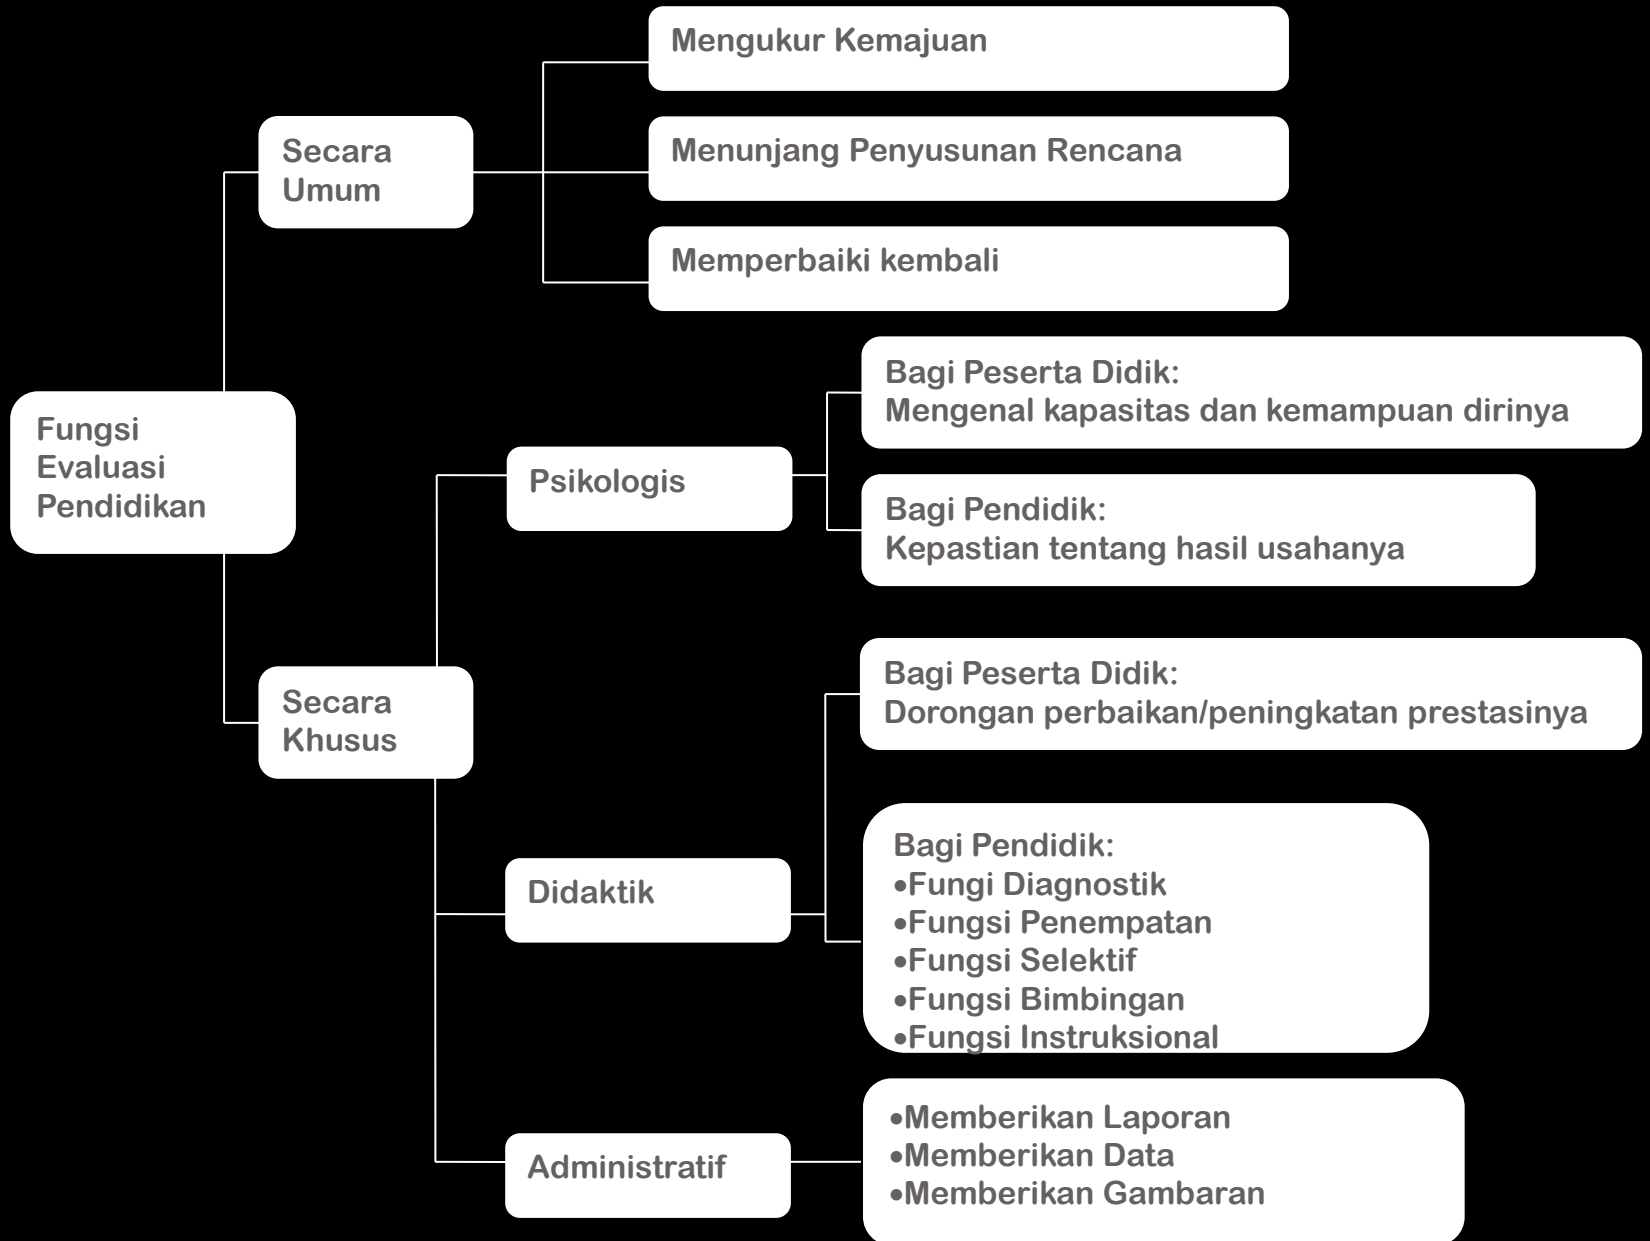 Mengukur Kemajuan
Secara
Umum
Menunjang Penyusunan Rencana
Memperbaiki kembali
Fungsi
Evaluasi
Pendidikan
Psikologis
Bagi Peserta Didik:
Mengenal kapasitas dan kemampuan dirinya
Bagi Pendidik:
Kepastian tentang hasil usahanya
Secara
Khusus
Bagi Peserta Didik:
Dorongan perbaikan/peningkatan prestasinya
Didaktik
Bagi Pendidik:
•Fungi Diagnostik
•Fungsi Penempatan
•Fungsi Selektif
•Fungsi Bimbingan
•Fungsi Instruksional
Administratif
•Memberikan Laporan
•Memberikan Data
•Memberikan Gambaran